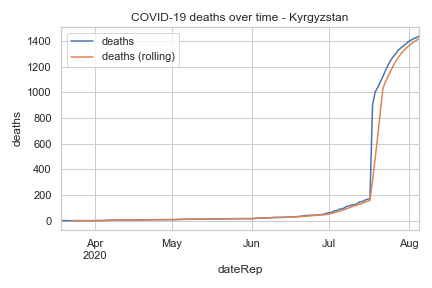 COVID-19 deaths over time - Kyrgyzstan
deaths
deaths (rolling)
1400
1200
1000
800
600
400
200
0
deaths
Apr
2020
May
Jun
Jul
Aug
dateRep